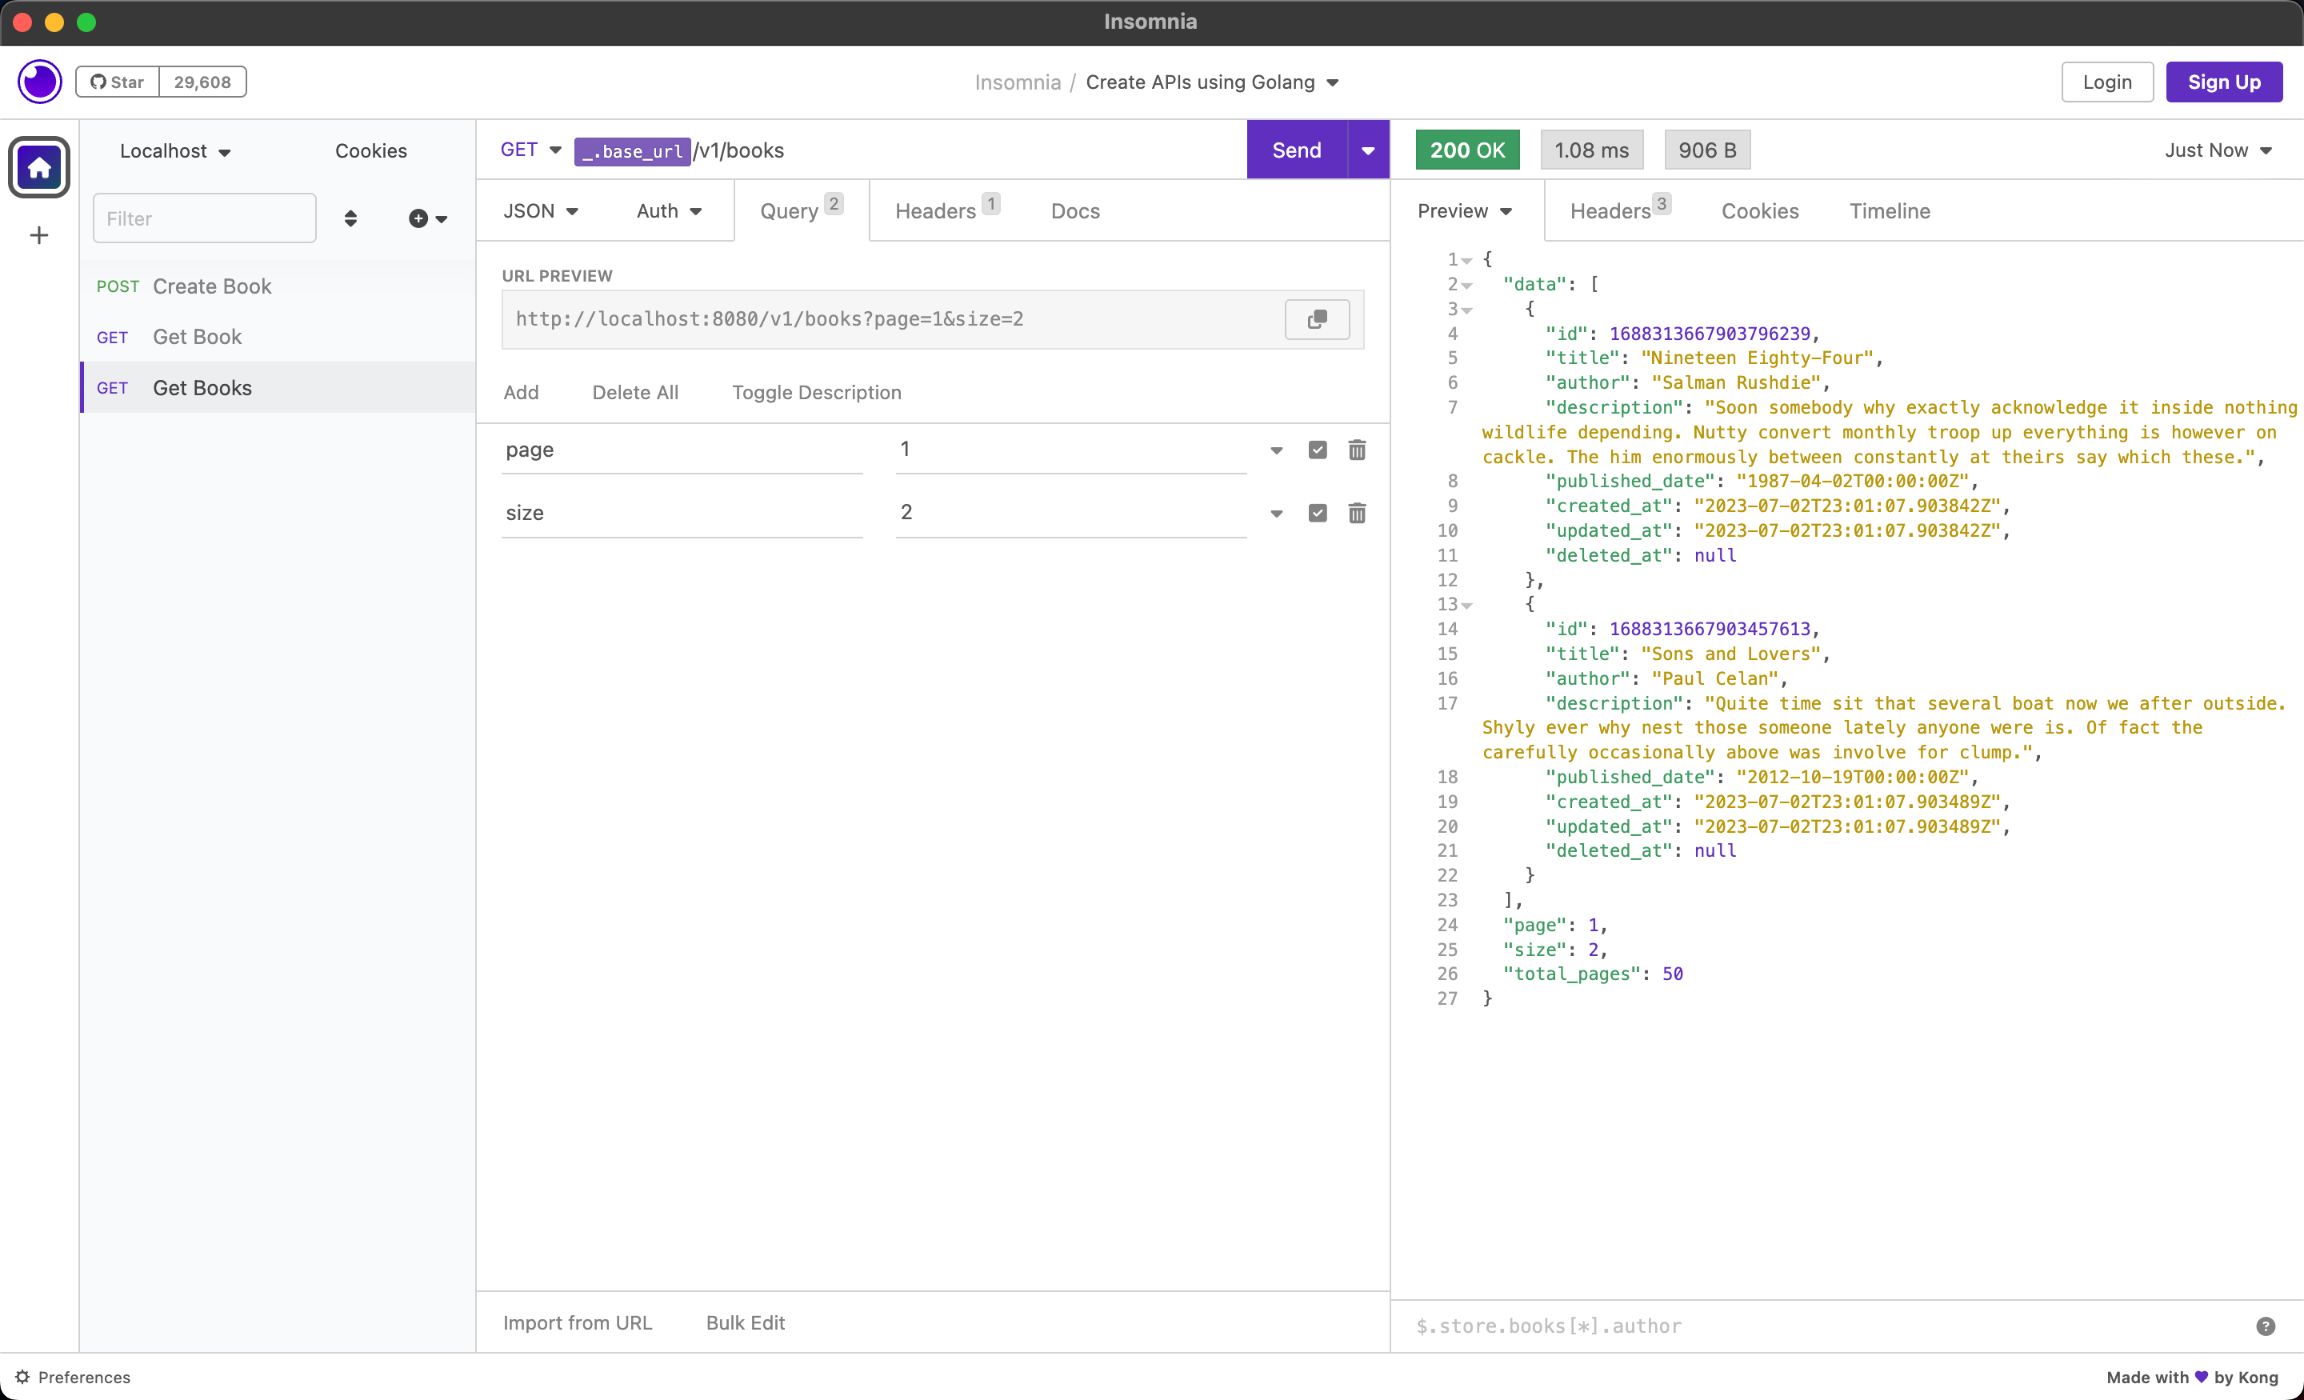 Insomnia
Star 29,608
Insomnia / Create APIs using Golang
Login
Sign Up
Localhost
Cookies
Filter
POST Create Book
GET Get Book
GET Get Books
GET _.base_url/v1/books
Send
JSON Auth Query 2 Headers 1 Docs
URL PREVIEW
http://localhost:8080/v1/books?page=1&size=2
Add Delete All Toggle Description
page 1
size 2
Import from URL Bulk Edit
200 OK 1.08 ms 906 B Just Now
Preview Headers 3 Cookies Timeline
1 {
2 "data": [
3 {
4 "id": 1688313667903796239,
5 "title": "Nineteen Eighty-Four",
6 "author": "Salman Rushdie",
7 "description": "Soon somebody why exactly acknowledge it inside nothing
wildlife depending. Nutty convert monthly troop up everything is however on
cackle. The him enormously between constantly at theirs say which these.",
8 "published_date": "1987-04-02T00:00:00Z",
9 "created_at": "2023-07-02T23:01:07.903842Z",
10 "updated_at": "2023-07-02T23:01:07.903842Z",
11 "deleted_at": null
12 },
13 {
14 "id": 1688313667903457613,
15 "title": "Sons and Lovers",
16 "author": "Paul Celan",
17 "description": "Quite time sit that several boat now we after outside.
Shyly ever why nest those someone lately anyone were is. Of fact the
carefully occasionally above was involve for clump.",
18 "published_date": "2012-10-19T00:00:00Z",
19 "created_at": "2023-07-02T23:01:07.903489Z",
20 "updated_at": "2023-07-02T23:01:07.903489Z",
21 "deleted_at": null
22 }
23 ],
24 "page": 1,
25 "size": 2,
26 "total_pages": 50
27 }
$.store.books[*].author
Preferences
Made with ♥ by Kong